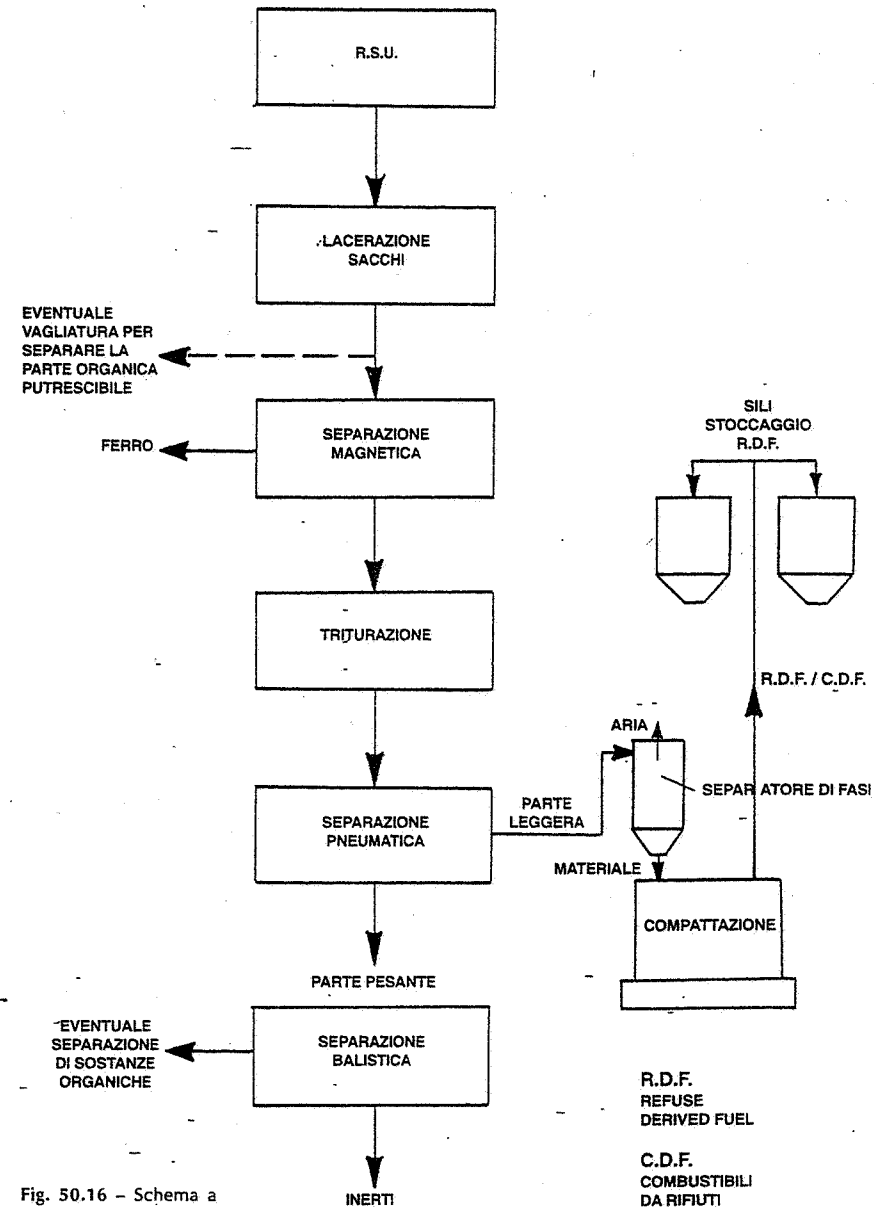 R.S.U.
LACERAZIONE
SACCHI
EVENTUALE
VAGLIATURA PER
SEPARARE LA
PARTE ORGANICA
PUTRESCIBILE
FERRO
SEPARAZIONE
MAGNETICA
TRITURAZIONE
SEPARAZIONE
PNEUMATICA
PARTE
LEGGERA
PARTE PESANTE
EVENTUALE
SEPARAZIONE
DI SOSTANZE
ORGANICHE
SEPARAZIONE
BALISTICA
INERTI
SILI
STOCCAGGIO
R.D.F.
R.D.F. / C.D.F.
ARIA
SEPARATORE DI FASI
MATERIALE
COMPATTAZIONE
R.D.F.
REFUSE
DERIVED FUEL
C.D.F.
COMBUSTIBILI
DA RIFIUTI
Fig. 50.16 – Schema a